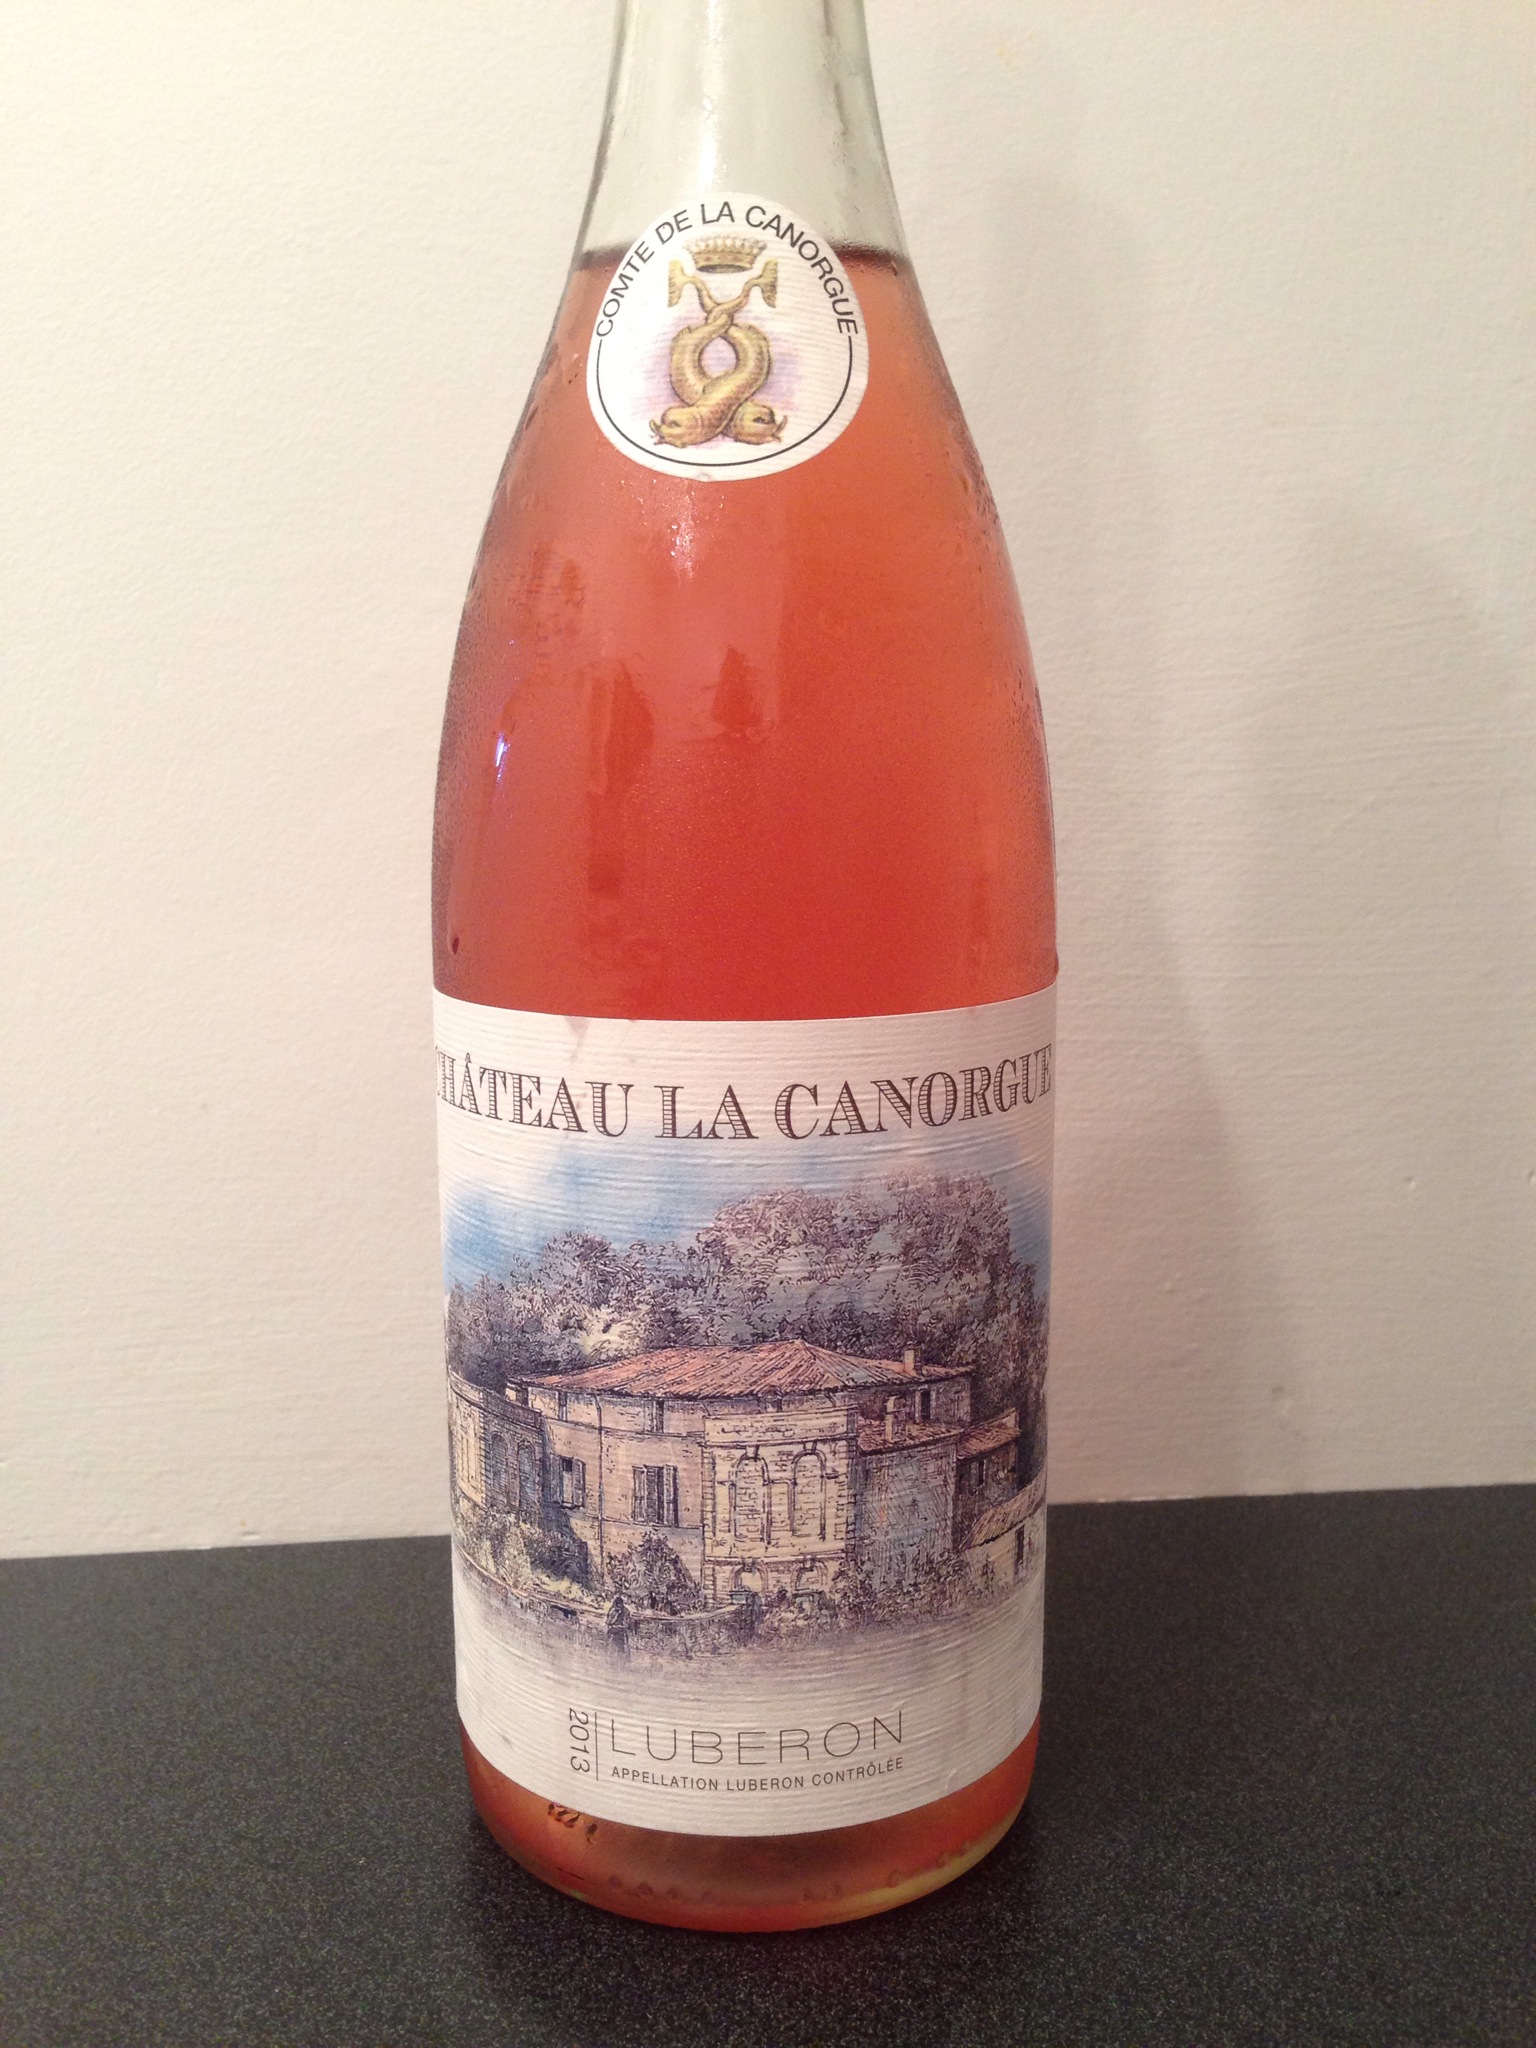 COMTE DE LA CANORGUE
CHÂTEAU LA CANORGUE
2013
LUBERON
APPELLATION LUBERON CONTRÔLÉE